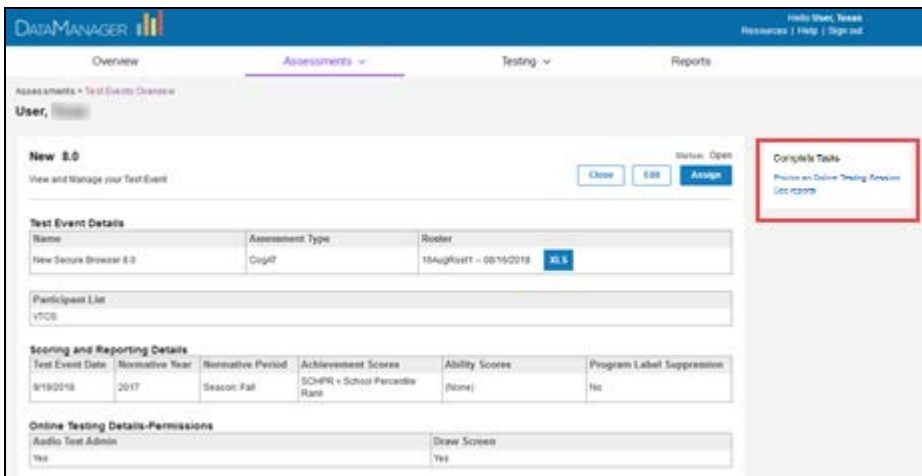 DATAMANAGER
Hello User, Texas
Resources | Help | Sign out
Overview Assessments Testing Reports
Assessments > Test Events Overview
User,
New 8.0
Status: Open
View and Manage your Test Event
Close Edit Assign
Complete Tasks
Proctor an Online Testing Session
See reports
Test Event Details
Name Assessment Type Roster
New Secure Browser 8.0 CogAT 16AugRost1 -- 08/16/2018 XLS
Participant List
VTCS
Scoring and Reporting Details
Test Event Date Normative Year Normative Period Achievement Scores Ability Scores Program Label Suppression
9/19/2018 2017 Season: Fall SCHPR = School Percentile Rank (None) No
Online Testing Details-Permissions
Audio Test Admin Draw Screen
Yes Yes